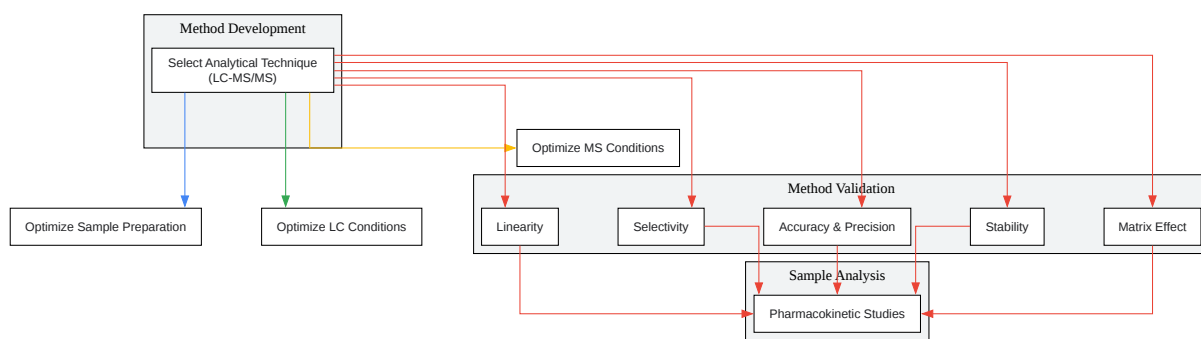 Method Development
Select Analytical Technique
(LC-MS/MS)
Optimize MS Conditions
Method Validation
Optimize Sample Preparation
Optimize LC Conditions
Linearity
Selectivity
Accuracy & Precision
Stability
Matrix Effect
Sample Analysis
Pharmacokinetic Studies